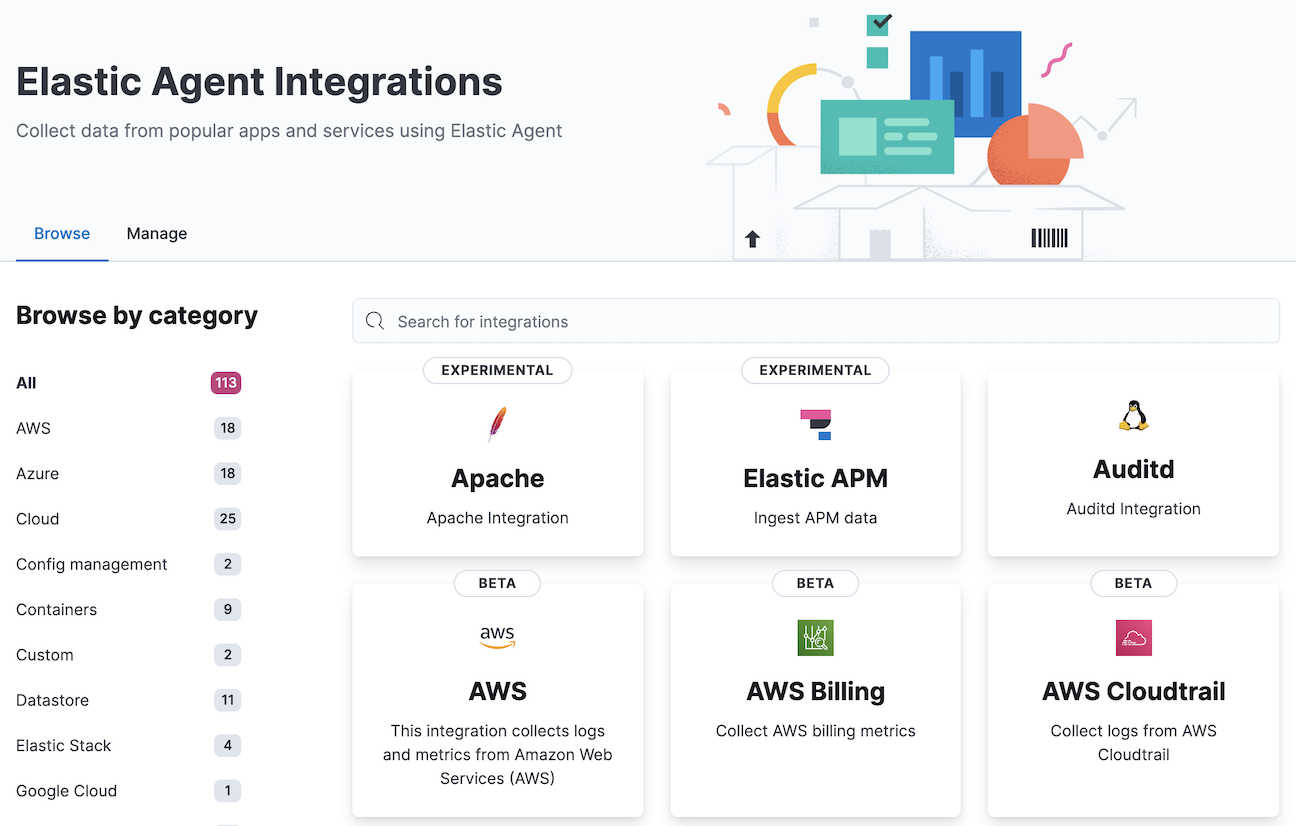 Elastic Agent Integrations
Collect data from popular apps and services using Elastic Agent
Browse
Manage
Browse by category
Search for integrations
All 113
AWS 18
Azure 18
Cloud 25
Config management 2
Containers 9
Custom 2
Datastore 11
Elastic Stack 4
Google Cloud 1
EXPERIMENTAL
Apache
Apache Integration
EXPERIMENTAL
Elastic APM
Ingest APM data
Auditd
Auditd Integration
BETA
aws
AWS
This integration collects logs
and metrics from Amazon Web
Services (AWS)
BETA
AWS Billing
Collect AWS billing metrics
BETA
AWS Cloudtrail
Collect logs from AWS
Cloudtrail